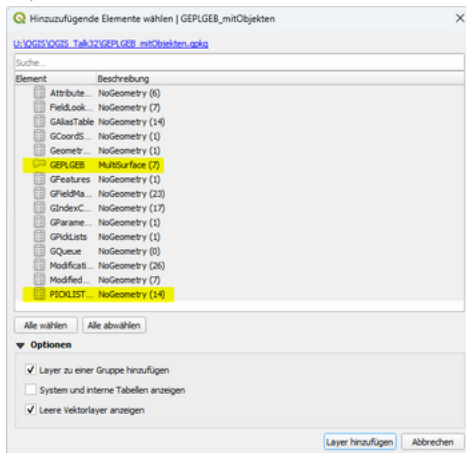 Hinzuzufügende Elemente wählen | GEPLGEB_mitObjekten
U:\QGIS\QGIS_Talk32\GEPLGEB_mitObjekten.gpkg
Suche...
Element Beschreibung
Attribute... NoGeometry (6)
FieldLook... NoGeometry (7)
GAliasTable NoGeometry (14)
GCoordS... NoGeometry (1)
Geometr... NoGeometry (1)
GEPLGEB MultiSurface (7)
GFeatures NoGeometry (1)
GFieldMa... NoGeometry (23)
GIndexC... NoGeometry (17)
GParame... NoGeometry (1)
GPickLists NoGeometry (1)
GQueue NoGeometry (0)
Modificati... NoGeometry (26)
Modified... NoGeometry (7)
PICKLIST... NoGeometry (14)
Alle wählen Alle abwählen
Optionen
Layer zu einer Gruppe hinzufügen
System und interne Tabellen anzeigen
Leere Vektorlayer anzeigen
Layer hinzufügen Abbrechen